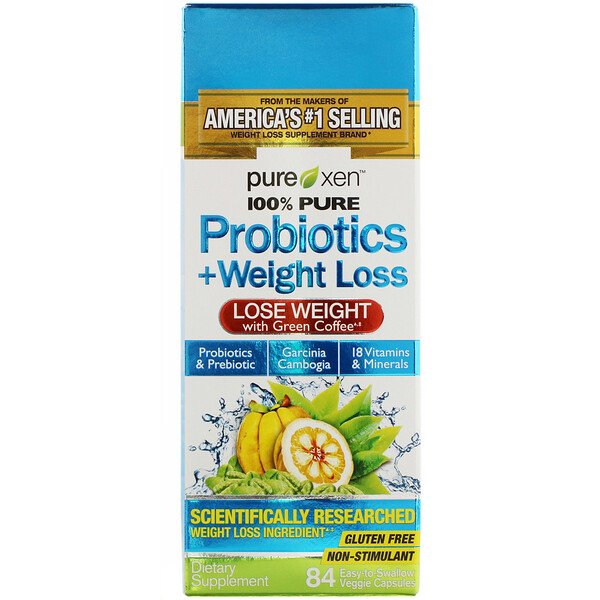 FROM THE MAKERS OF
AMERICA'S #1 SELLING
WEIGHT LOSS SUPPLEMENT BRAND*
pure xen™
100% PURE
Probiotics
+Weight Loss
LOSE WEIGHT
with Green Coffee*,‡
Probiotics
& Prebiotic
Garcinia
Cambogia
18 Vitamins
& Minerals
SCIENTIFICALLY RESEARCHED
WEIGHT LOSS INGREDIENT*,‡
GLUTEN FREE
NON-STIMULANT
Dietary
Supplement
84 Easy-to-Swallow
Veggie Capsules